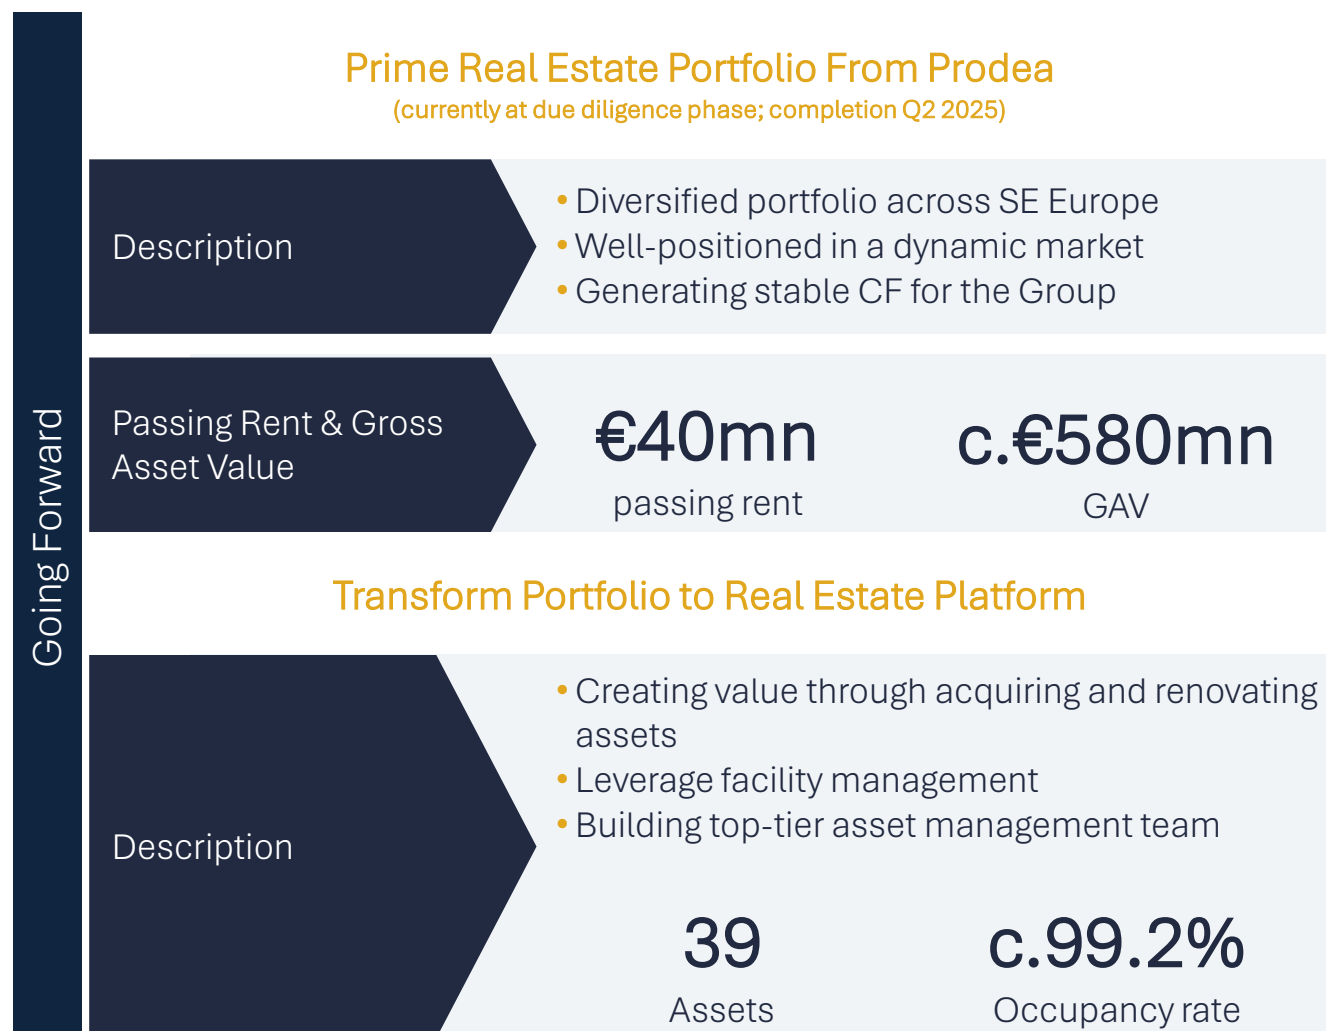 Going Forward
Prime Real Estate Portfolio From Prodea
(currently at due diligence phase; completion Q2 2025)
Description
• Diversified portfolio across SE Europe
• Well-positioned in a dynamic market
• Generating stable CF for the Group
Passing Rent & Gross
Asset Value
€40mn
passing rent
c.€580mn
GAV
Transform Portfolio to Real Estate Platform
Description
• Creating value through acquiring and renovating
assets
• Leverage facility management
• Building top-tier asset management team
39
Assets
c.99.2%
Occupancy rate